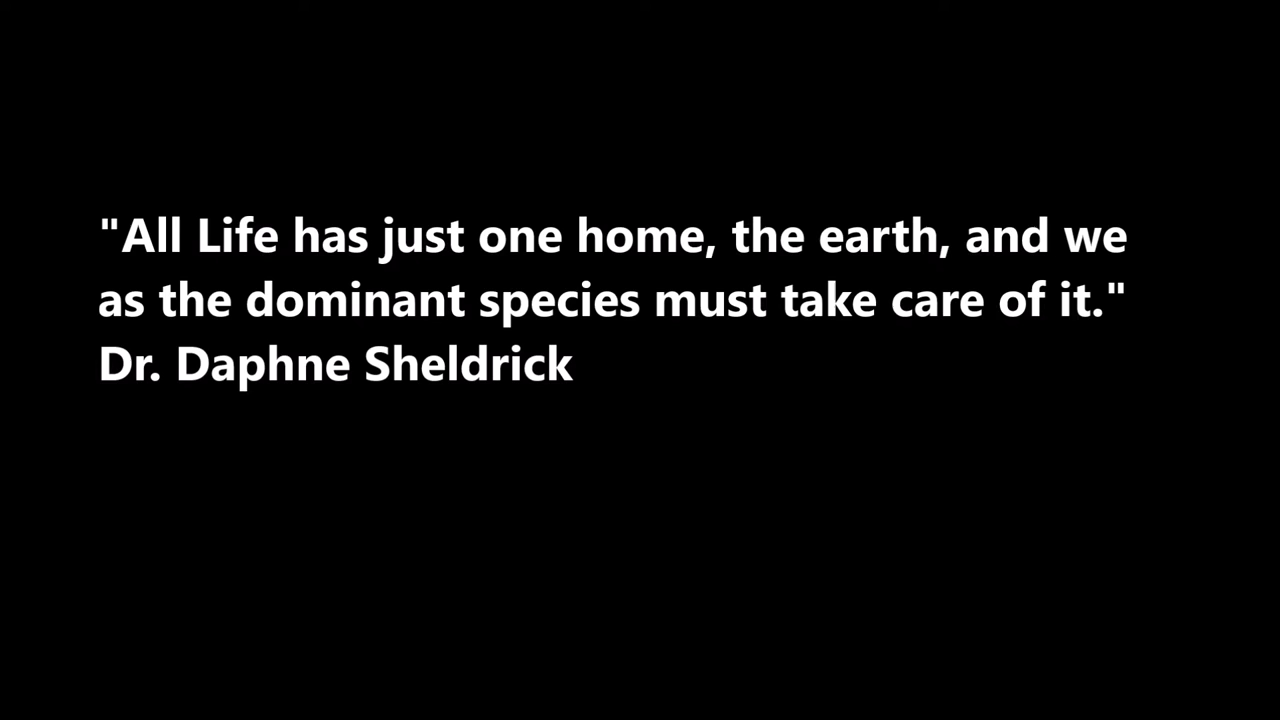 "All Life has just one home, the earth, and we
as the dominant species must take care of it."
Dr. Daphne Sheldrick